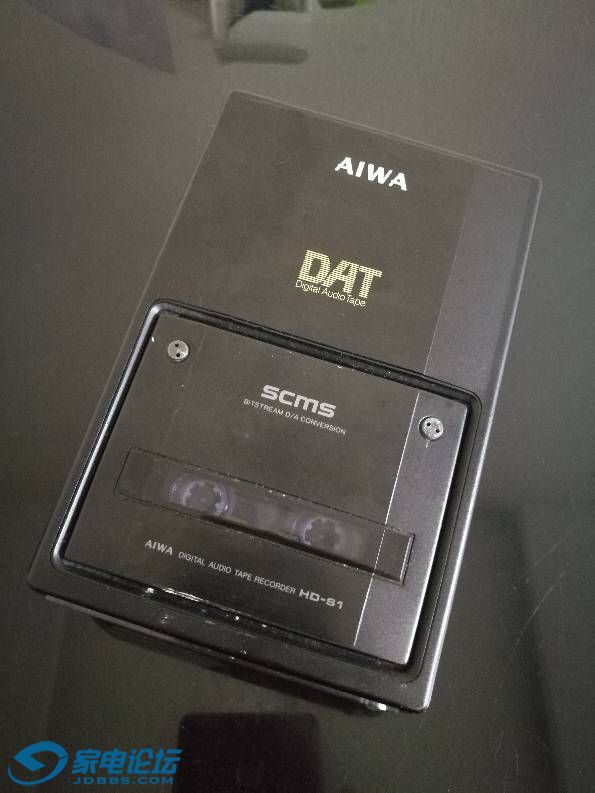 AIWA
DAT
Digital Audio Tape
SCMS
BITSTREAM D/A CONVERSION
AIWA DIGITAL AUDIO TAPE RECORDER HD-S1
家电论坛
JDBBS.COM